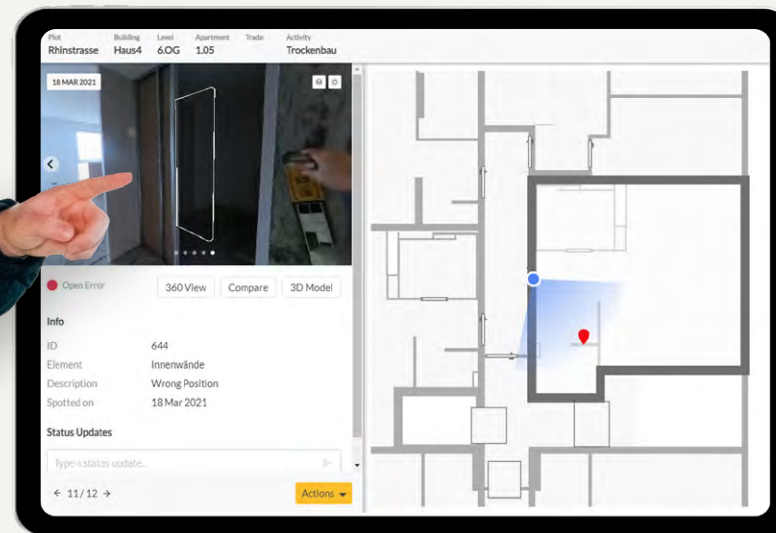 Plot Building Level Apartment Trade Activity
Rhinstrasse Haus4 6.OG 1.05 Trockenbau
18 MAR 2021
Open Error 360 View Compare 3D Model
Info
ID 644
Element Innenwände
Description Wrong Position
Spotted on 18 Mar 2021
Status Updates
Type a status update..
11 / 12
Actions